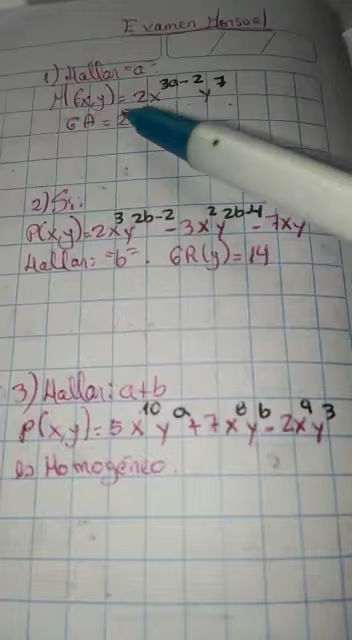 Examen Mensual
1) Hallar "a"
M(x,y) = 2x^3a-2 y^7
GA = 2
2) Si:
P(x,y) = 2x^3 y^2b-2 - 3x^2 y^2b-4 - 7xy
Hallar: "b". GR(y) = 14
3) Hallar: a+b
P(x,y) = 5x^10 y^a + 7x^8 y^b - 2x^9 y^3
es Homogéneo.